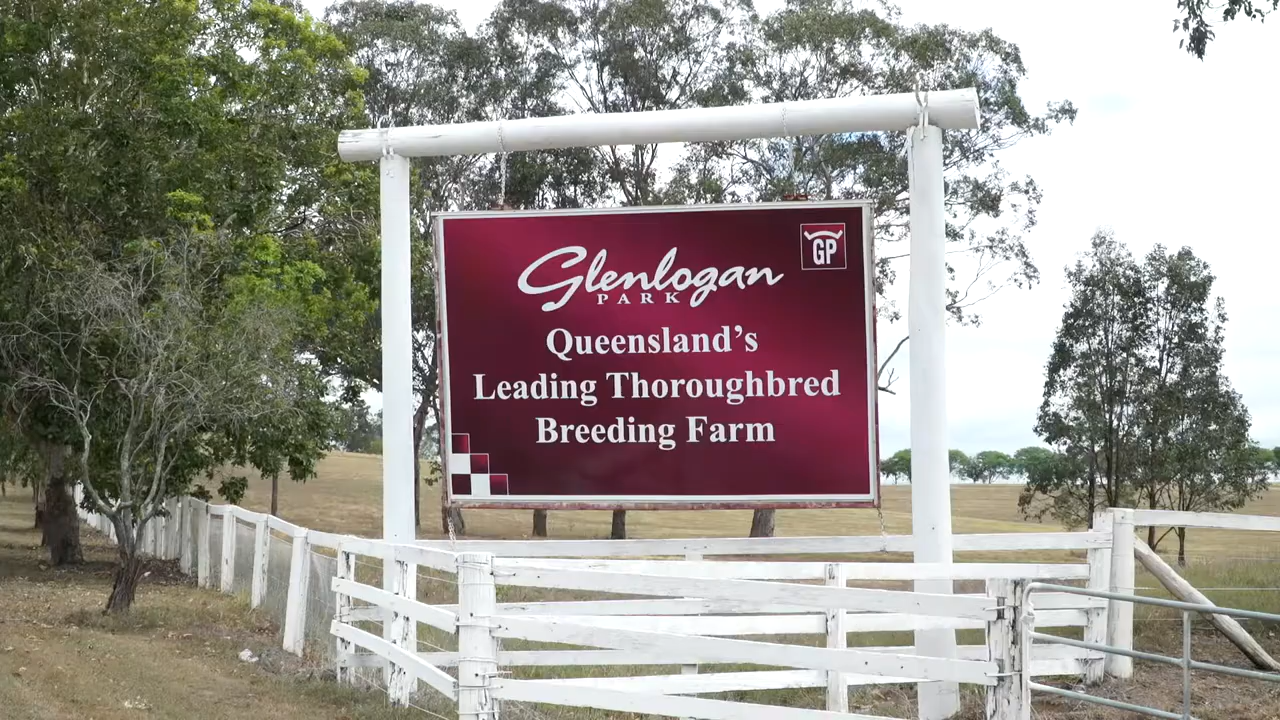 GP
Glenlogan
PARK
Queensland's
Leading Thoroughbred
Breeding Farm